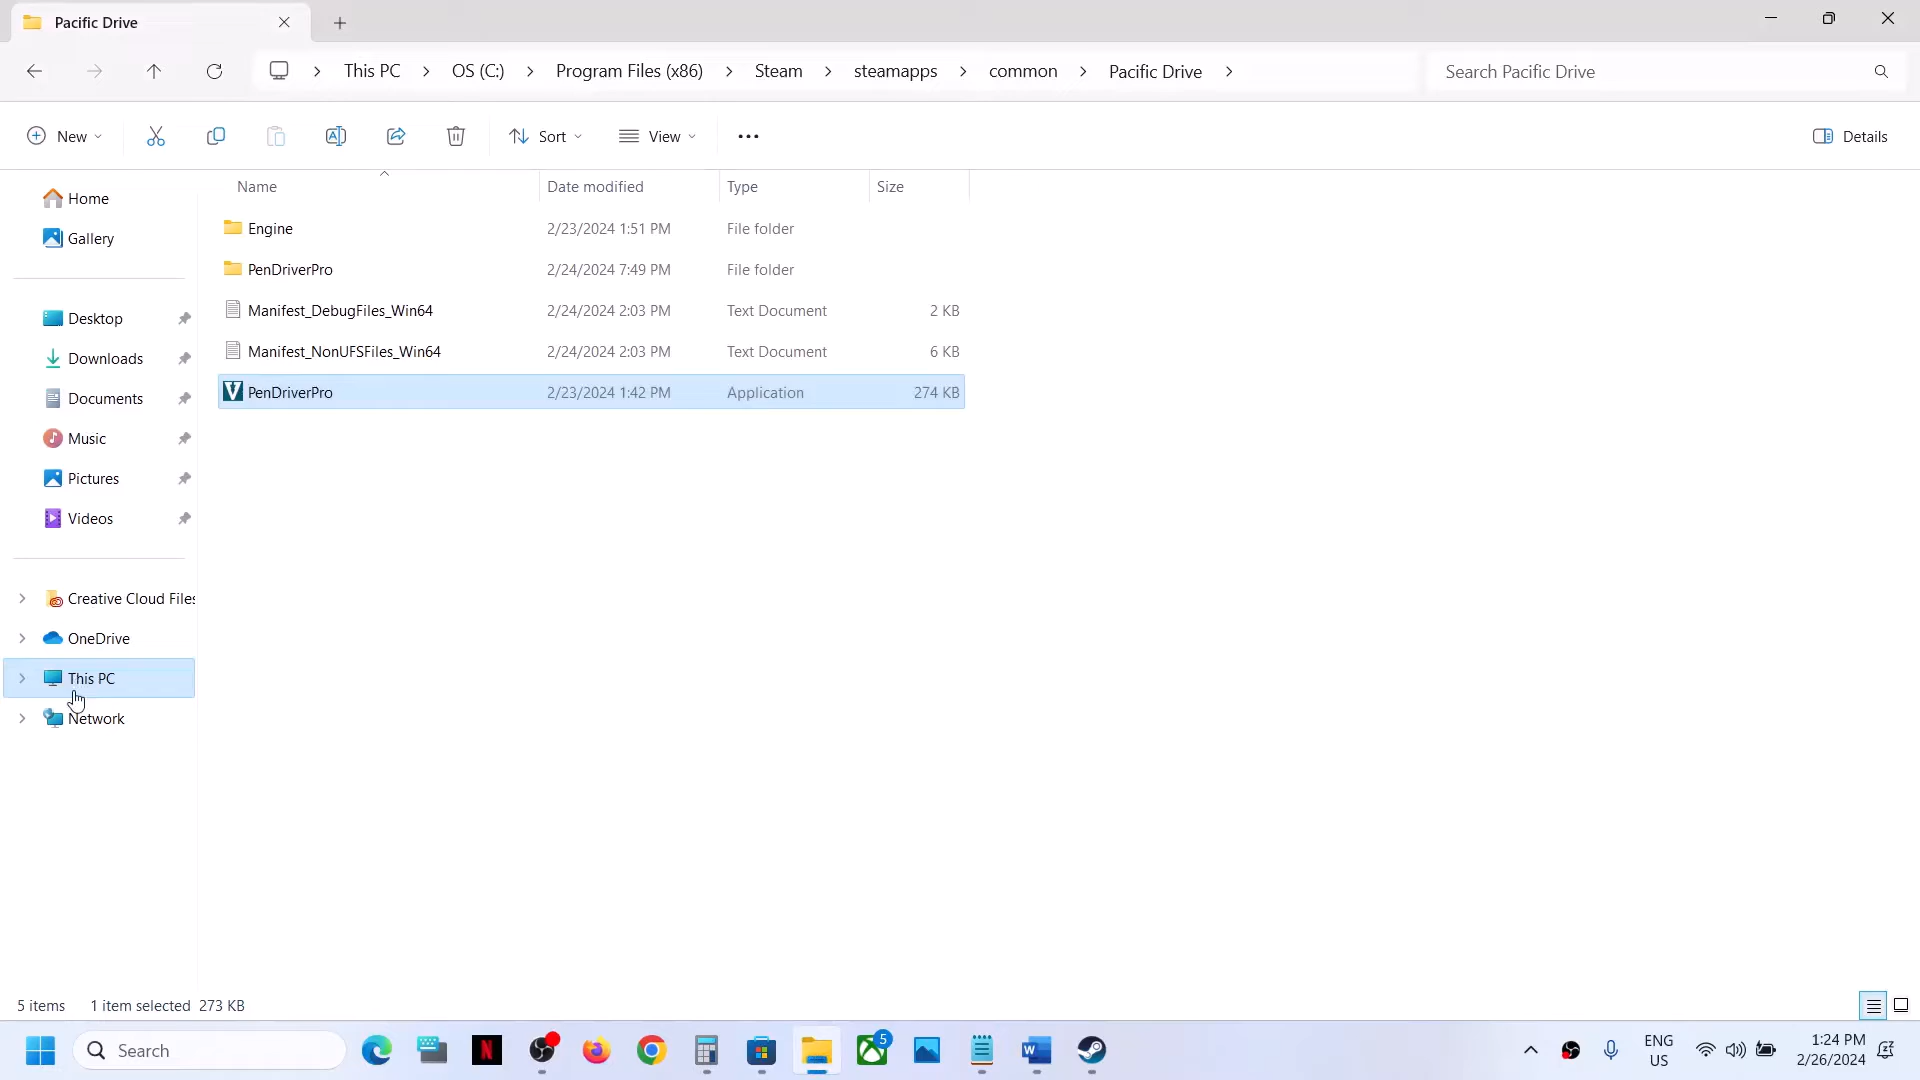 Pacific Drive
This PC
OS (C:)
Program Files (x86)
Steam
steamapps
common
Pacific Drive
Search Pacific Drive
New
Sort
View
Details
Home
Gallery
Desktop
Downloads
Documents
Music
Pictures
Videos
Creative Cloud Files
OneDrive
This PC
Network
Name Date modified Type Size
Engine 2/23/2024 1:51 PM File folder
PenDriverPro 2/24/2024 7:49 PM File folder
Manifest_DebugFiles_Win64 2/24/2024 2:03 PM Text Document 2 KB
Manifest_NonUFSFiles_Win64 2/24/2024 2:03 PM Text Document 6 KB
PenDriverPro 2/23/2024 1:42 PM Application 274 KB
5 items 1 item selected 273 KB
Search
5
ENG
US
1:24 PM
2/26/2024